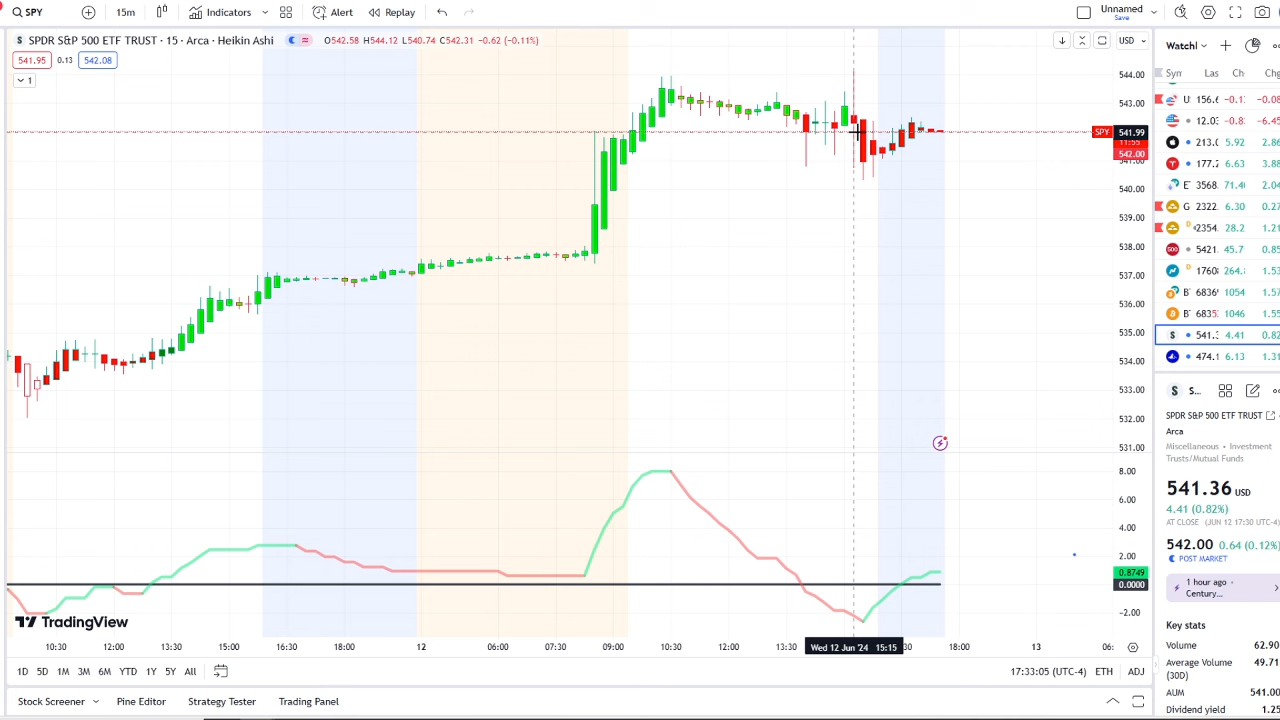 SPY 15m Indicators Alert Replay Unnamed
Save
SPDR S&P 500 ETF TRUST · 15 · Arca · Heikin Ashi O542.58 H544.12 L540.74 C542.31 −0.62 (−0.11%) USD
541.95 0.13 542.08
1
544.00
543.00
SPY 541.99
11:55
542.00
541.00
540.00
539.00
538.00
537.00
536.00
535.00
534.00
533.00
532.00
531.00
8.00
6.00
4.00
2.00
0.8749
0.0000
−2.00
TradingView
10:30 12:00 13:30 15:00 16:30 18:00 12 06:00 07:30 09:00 10:30 12:00 13:30 Wed 12 Jun '24 15:15 :30 18:00 13 06:
1D 5D 1M 3M 6M YTD 1Y 5Y All 17:33:05 (UTC-4) ETH ADJ
Stock Screener Pine Editor Strategy Tester Trading Panel
Watchl
Syn Las Ch Chg
U 156.6 −0.1 −0.08
12.03 −0.8 −6.45
213.0 5.92 2.86
177.2 6.63 3.88
E 3568. 71.4 2.04
G 2322. 6.30 0.27
D 2354. 28.2 1.21
500 5421. 45.7 0.85
D 1760 264. 1.53
B 6836 1054 1.57
B 6835 1046 1.55
S 541.3 4.41 0.82
474.1 6.13 1.31
S S...
SPDR S&P 500 ETF TRUST
Arca
Miscellaneous • Investment
Trusts/Mutual Funds
541.36 USD
4.41 (0.82%)
AT CLOSE (JUN 12 17:30 UTC-4)
542.00 0.64 (0.12%)
POST MARKET
1 hour ago •
Century...
Key stats
Volume 62.90
Average Volume 49.71
(30D)
AUM 541.00
Dividend yield 1.25